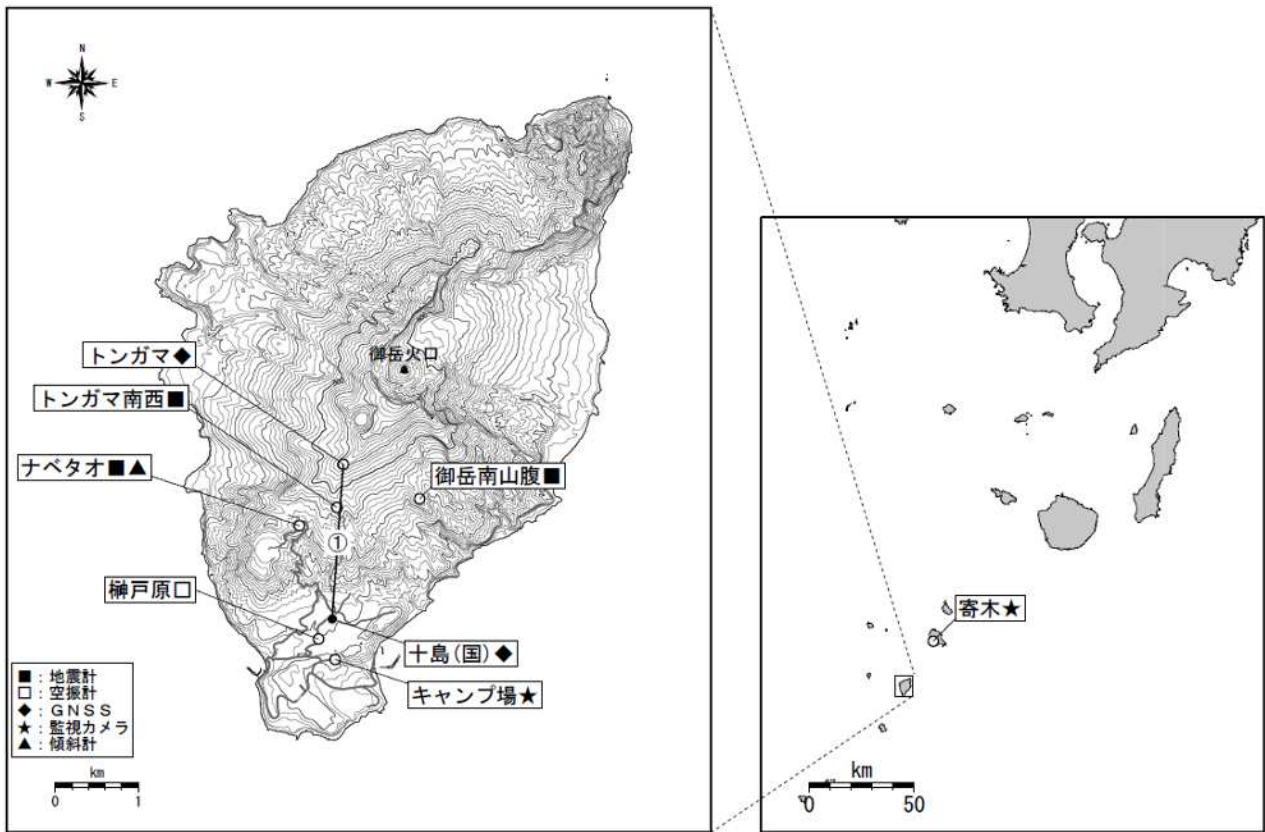 N
W E
S
トンガマ◆
御岳火口
トンガマ南西■
ナベタオ■▲
御岳南山腹■
①
榊戸原□
十島(国)◆
キャンプ場★
■：地震計
□：空振計
◆：GNSS
★：監視カメラ
▲：傾斜計
km
0 1
寄木★
km
0 50